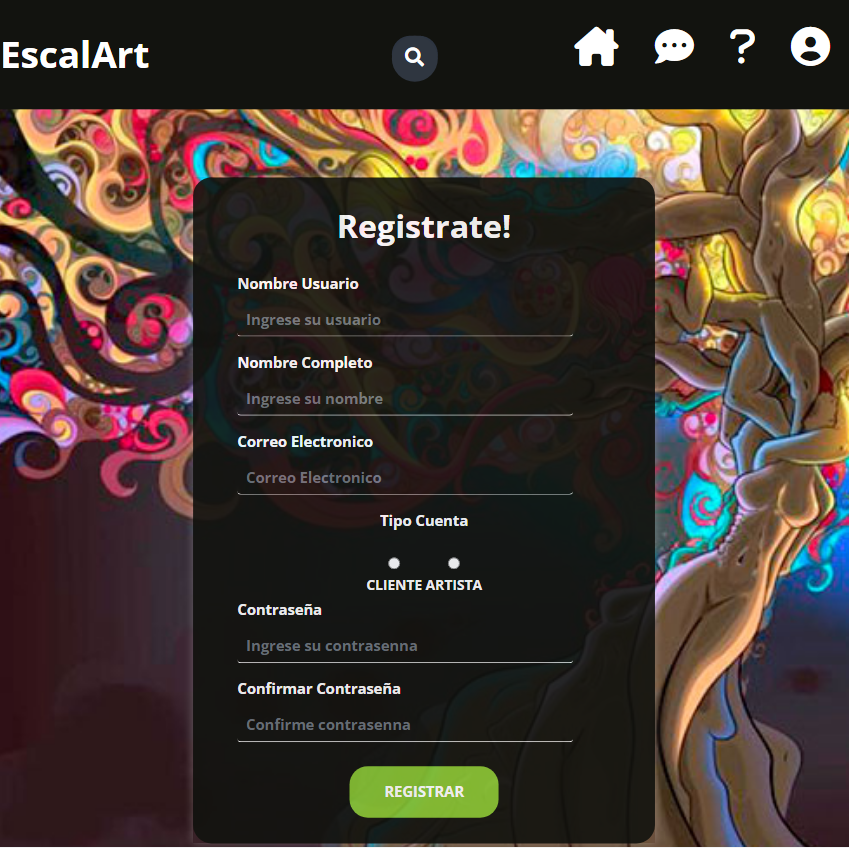 EscalArt
Registrate!
Nombre Usuario
Ingrese su usuario
Nombre Completo
Ingrese su nombre
Correo Electronico
Correo Electronico
Tipo Cuenta
CLIENTE ARTISTA
Contraseña
Ingrese su contrasenna
Confirmar Contraseña
Confirme contrasenna
REGISTRAR